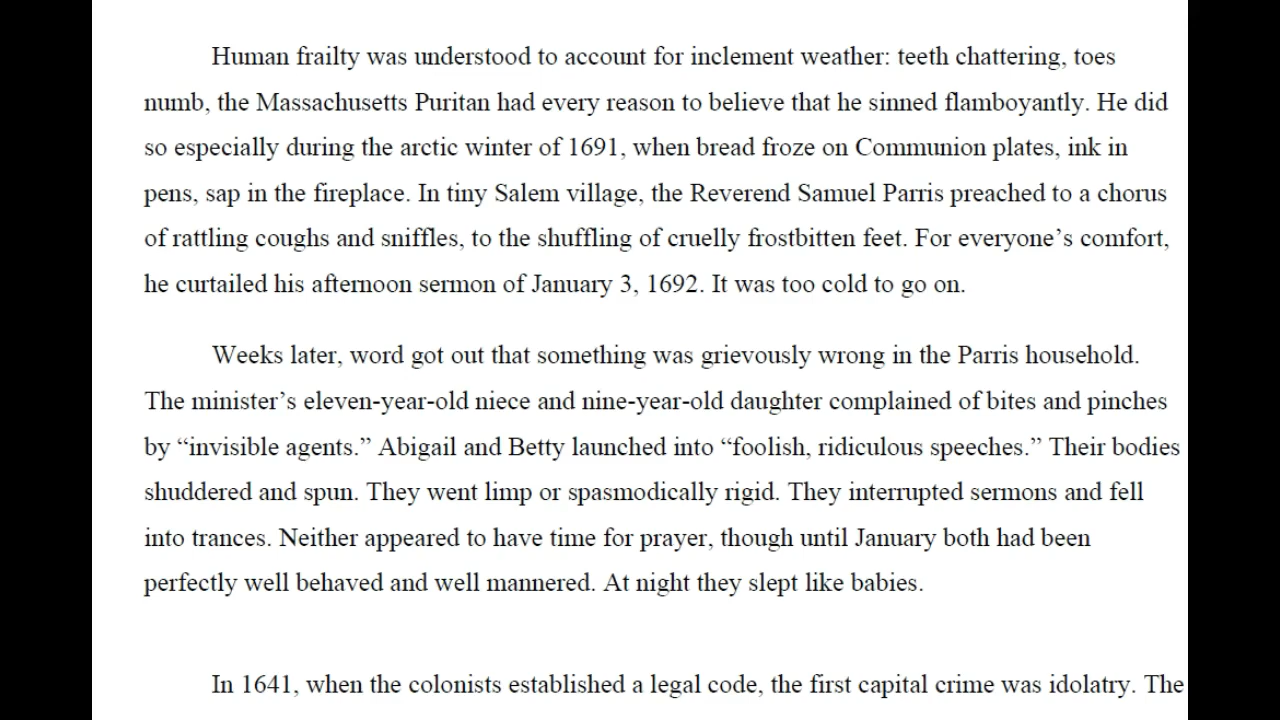 Human frailty was understood to account for inclement weather: teeth chattering, toes
numb, the Massachusetts Puritan had every reason to believe that he sinned flamboyantly. He did
so especially during the arctic winter of 1691, when bread froze on Communion plates, ink in
pens, sap in the fireplace. In tiny Salem village, the Reverend Samuel Parris preached to a chorus
of rattling coughs and sniffles, to the shuffling of cruelly frostbitten feet. For everyone’s comfort,
he curtailed his afternoon sermon of January 3, 1692. It was too cold to go on.
Weeks later, word got out that something was grievously wrong in the Parris household.
The minister’s eleven-year-old niece and nine-year-old daughter complained of bites and pinches
by “invisible agents.” Abigail and Betty launched into “foolish, ridiculous speeches.” Their bodies
shuddered and spun. They went limp or spasmodically rigid. They interrupted sermons and fell
into trances. Neither appeared to have time for prayer, though until January both had been
perfectly well behaved and well mannered. At night they slept like babies.
In 1641, when the colonists established a legal code, the first capital crime was idolatry. The